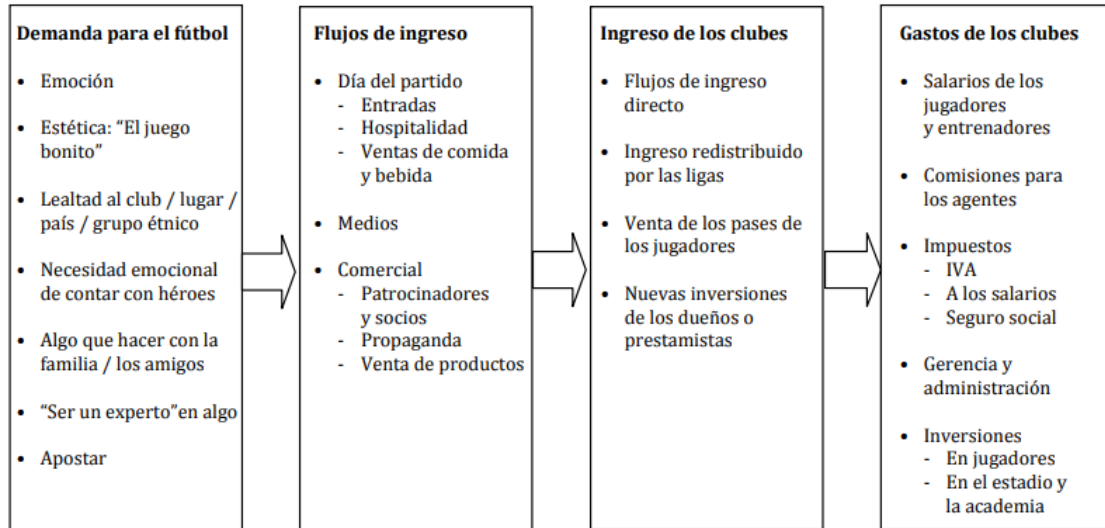 Demanda para el fútbol
• Emoción
• Estética: “El juego
bonito”
• Lealtad al club / lugar /
país / grupo étnico
• Necesidad emocional
de contar con héroes
• Algo que hacer con la
familia / los amigos
• “Ser un experto”en algo
• Apostar
Flujos de ingreso
• Día del partido
- Entradas
- Hospitalidad
- Ventas de comida
y bebida
• Medios
• Comercial
- Patrocinadores
y socios
- Propaganda
- Venta de productos
Ingreso de los clubes
• Flujos de ingreso
directo
• Ingreso redistribuido
por las ligas
• Venta de los pases de
los jugadores
• Nuevas inversiones
de los dueños o
prestamistas
Gastos de los clubes
• Salarios de los
jugadores
y entrenadores
• Comisiones para
los agentes
• Impuestos
- IVA
- A los salarios
- Seguro social
• Gerencia y
administración
• Inversiones
- En jugadores
- En el estadio y
la academia